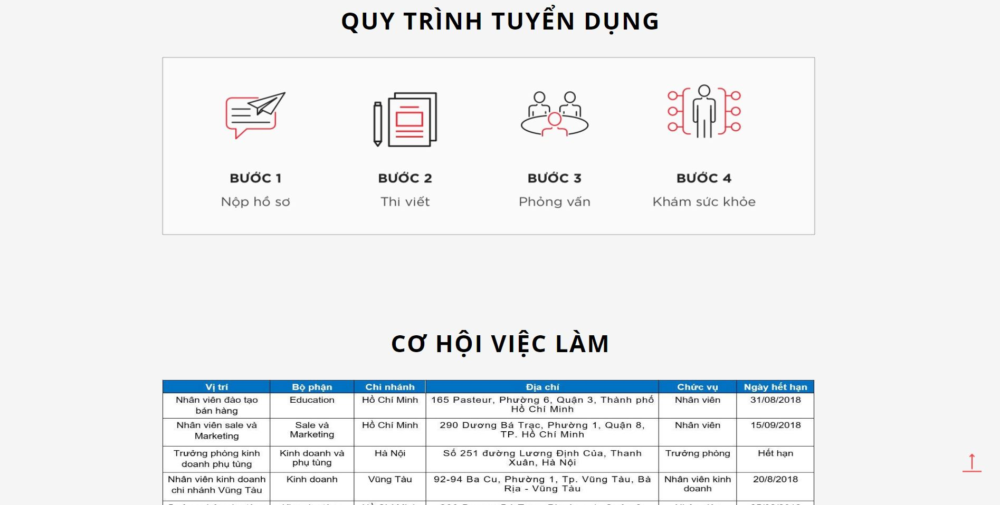 QUY TRÌNH TUYỂN DỤNG
BƯỚC 1
Nộp hồ sơ
BƯỚC 2
Thi viết
BƯỚC 3
Phỏng vấn
BƯỚC 4
Khám sức khỏe
CƠ HỘI VIỆC LÀM
Vị trí Bộ phận Chi nhánh Địa chỉ Chức vụ Ngày hết hạn
Nhân viên đào tạo
bán hàng
Education
Hồ Chí Minh
165 Pasteur, Phường 6, Quận 3, Thành phố
Hồ Chí Minh
Nhân viên
31/08/2018
Nhân viên sale và
Marketing
Sale và
Marketing
Hồ Chí Minh
290 Dương Bá Trạc, Phường 1, Quận 8,
TP. Hồ Chí Minh
Nhân viên
15/09/2018
Trưởng phòng kinh
doanh phụ tùng
Kinh doanh và
phụ tùng
Hà Nội
Số 251 đường Lương Định Của, Thanh
Xuân, Hà Nội
Trưởng phòng
Hết hạn
Nhân viên kinh doanh
chi nhánh Vũng Tàu
Kinh doanh
Vũng Tàu
92-94 Ba Cu, Phường 1, Tp. Vũng Tàu, Bà
Rịa - Vũng Tàu
Nhân viên kinh
doanh
20/8/2018